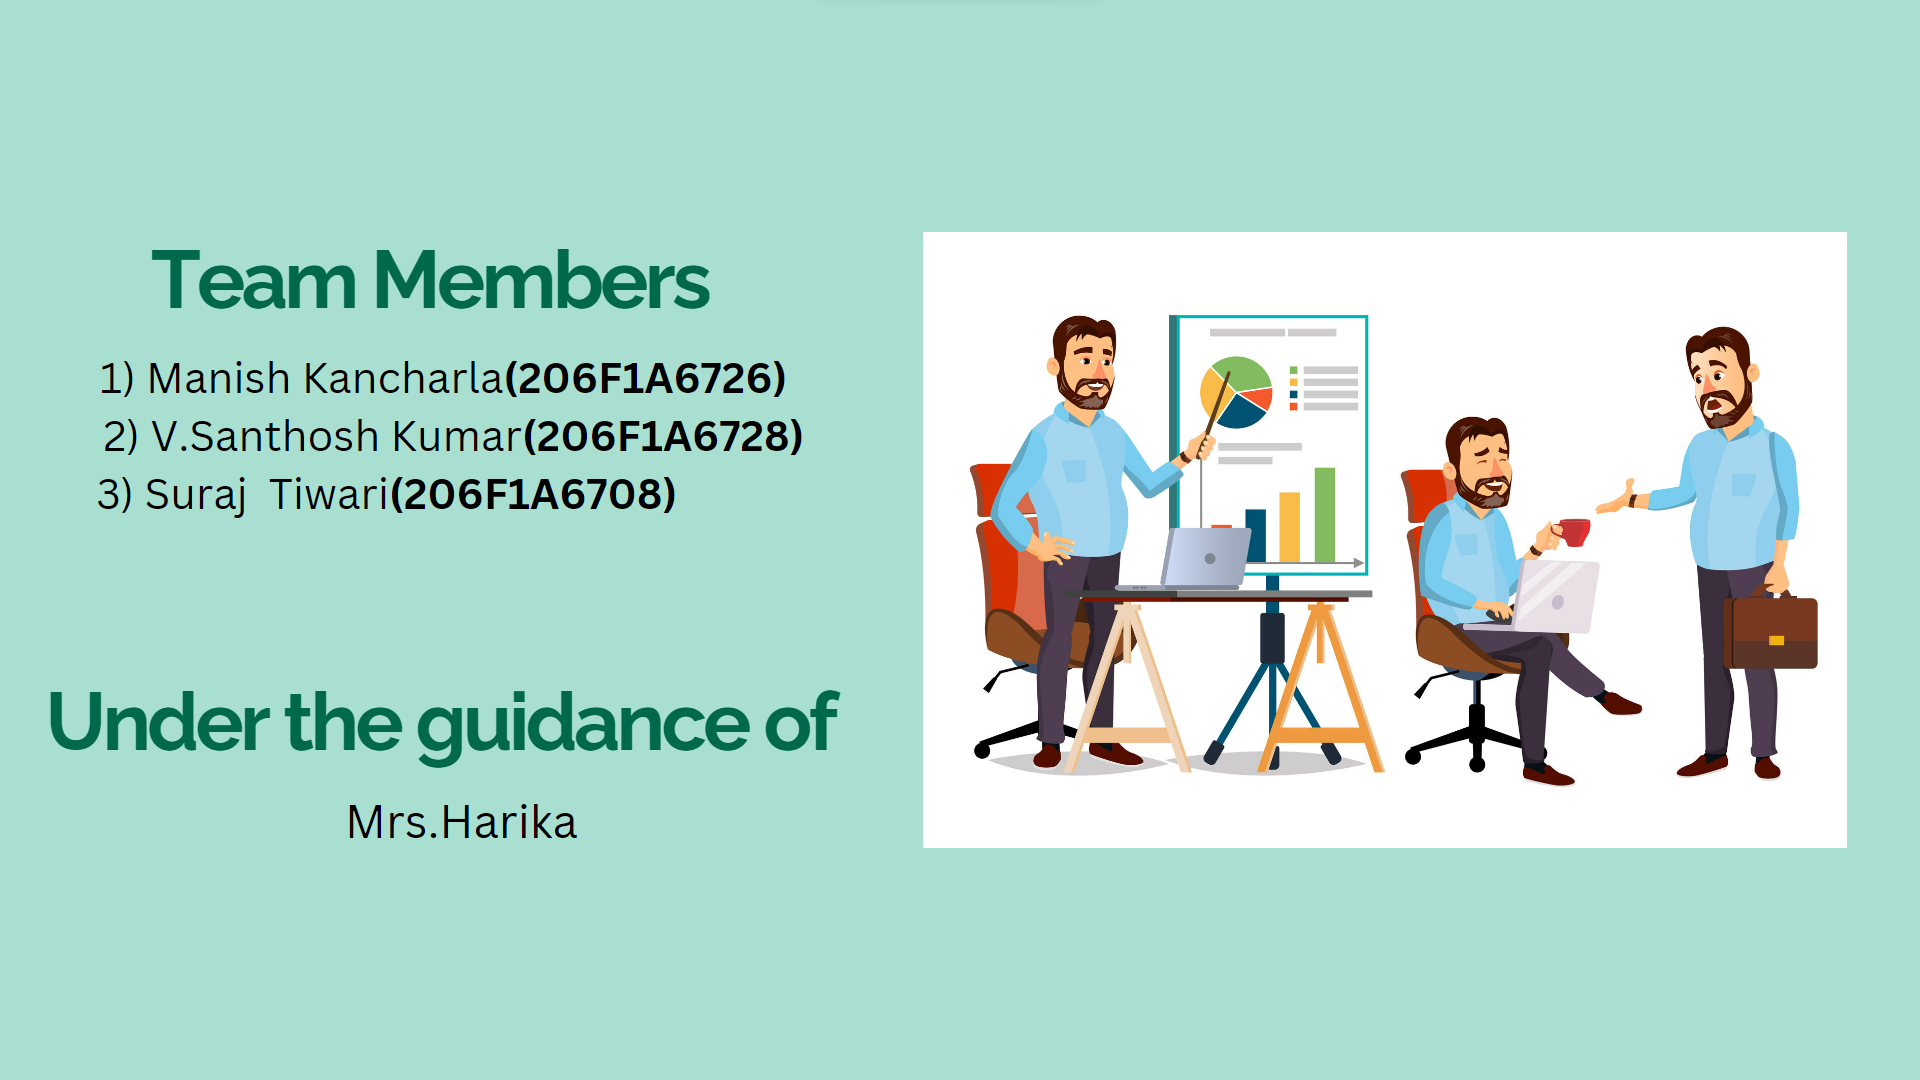 Team Members
1) Manish Kancharla(206F1A6726)
2) V.Santhosh Kumar(206F1A6728)
3) Suraj  Tiwari(206F1A6708)
Under the guidance of
Mrs.Harika